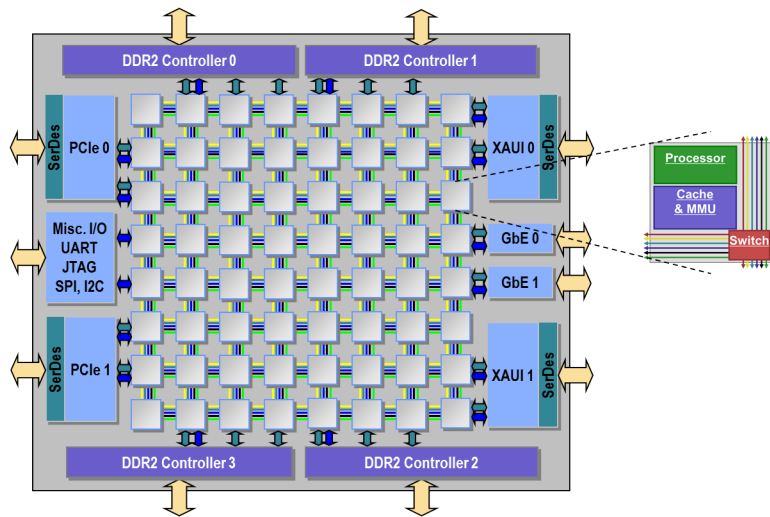 DDR2 Controller 0
DDR2 Controller 1
SerDes
PCIe 0
XAUI 0
SerDes
Processor
Cache
& MMU
Switch
Misc. I/O
UART
JTAG
SPI, I2C
GbE 0
GbE 1
SerDes
PCIe 1
XAUI 1
SerDes
DDR2 Controller 3
DDR2 Controller 2